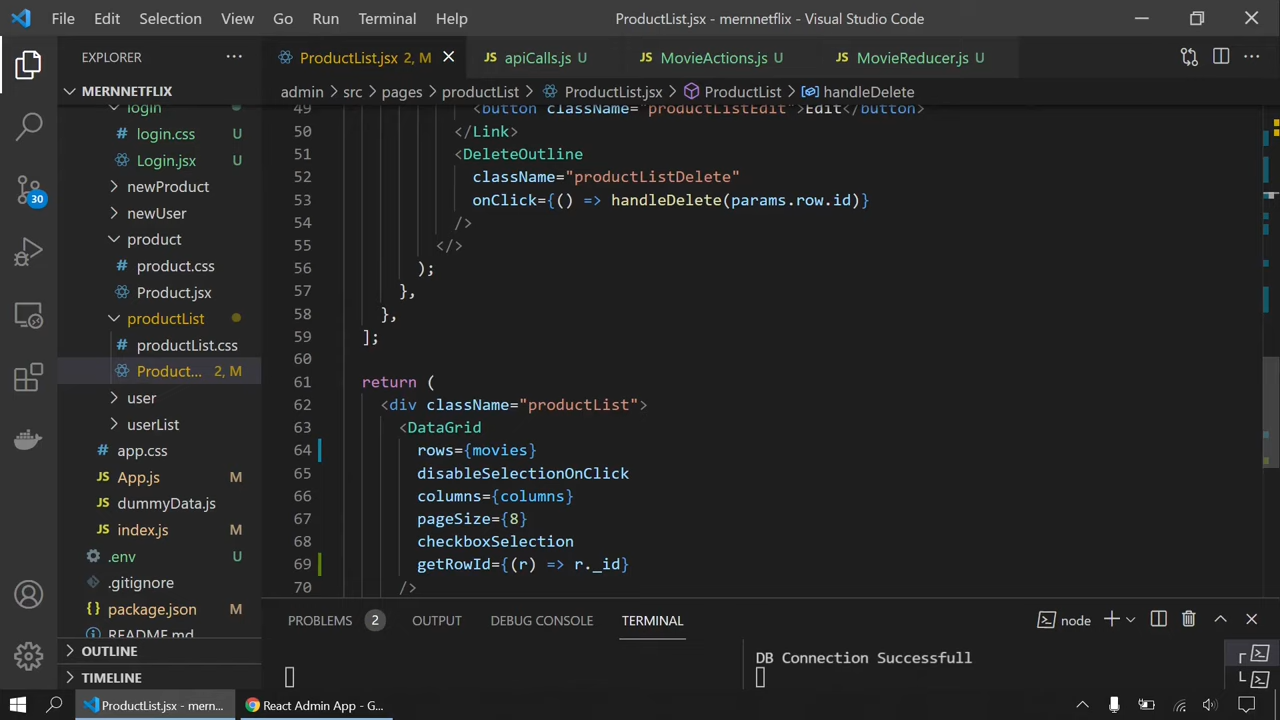 File Edit Selection View Go Run Terminal Help ProductList.jsx - mernnetflix - Visual Studio Code
EXPLORER
MERNNETFLIX
login
login.css U
Login.jsx U
newProduct
newUser
product
product.css
Product.jsx
productList
productList.css
Product... 2, M
user
userList
app.css
App.js M
dummyData.js
index.js M
.env U
.gitignore
package.json M
README.md
OUTLINE
TIMELINE
30
ProductList.jsx 2, M JS apiCalls.js U JS MovieActions.js U JS MovieReducer.js U
admin > src > pages > productList > ProductList.jsx > ProductList > handleDelete
49 <button className="productListEdit">Edit</button>
50 </Link>
51 <DeleteOutline
52 className="productListDelete"
53 onClick={() => handleDelete(params.row.id)}
54 />
55 </>
56 );
57 },
58 },
59 ];
60
61 return (
62 <div className="productList">
63 <DataGrid
64 rows={movies}
65 disableSelectionOnClick
66 columns={columns}
67 pageSize={8}
68 checkboxSelection
69 getRowId={(r) => r._id}
70 />
PROBLEMS 2 OUTPUT DEBUG CONSOLE TERMINAL node
DB Connection Successfull
ProductList.jsx - mern... React Admin App - G...